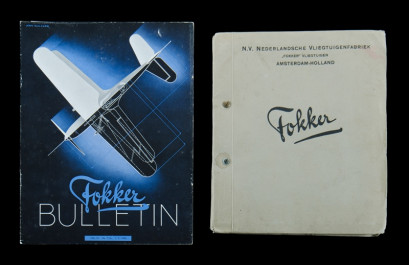 Fokker
BULLETIN
N.V. NEDERLANDSCHE VLIEGTUIGENFABRIEK
„FOKKER” VLIEGTUIGEN
AMSTERDAM-HOLLAND
Fokker